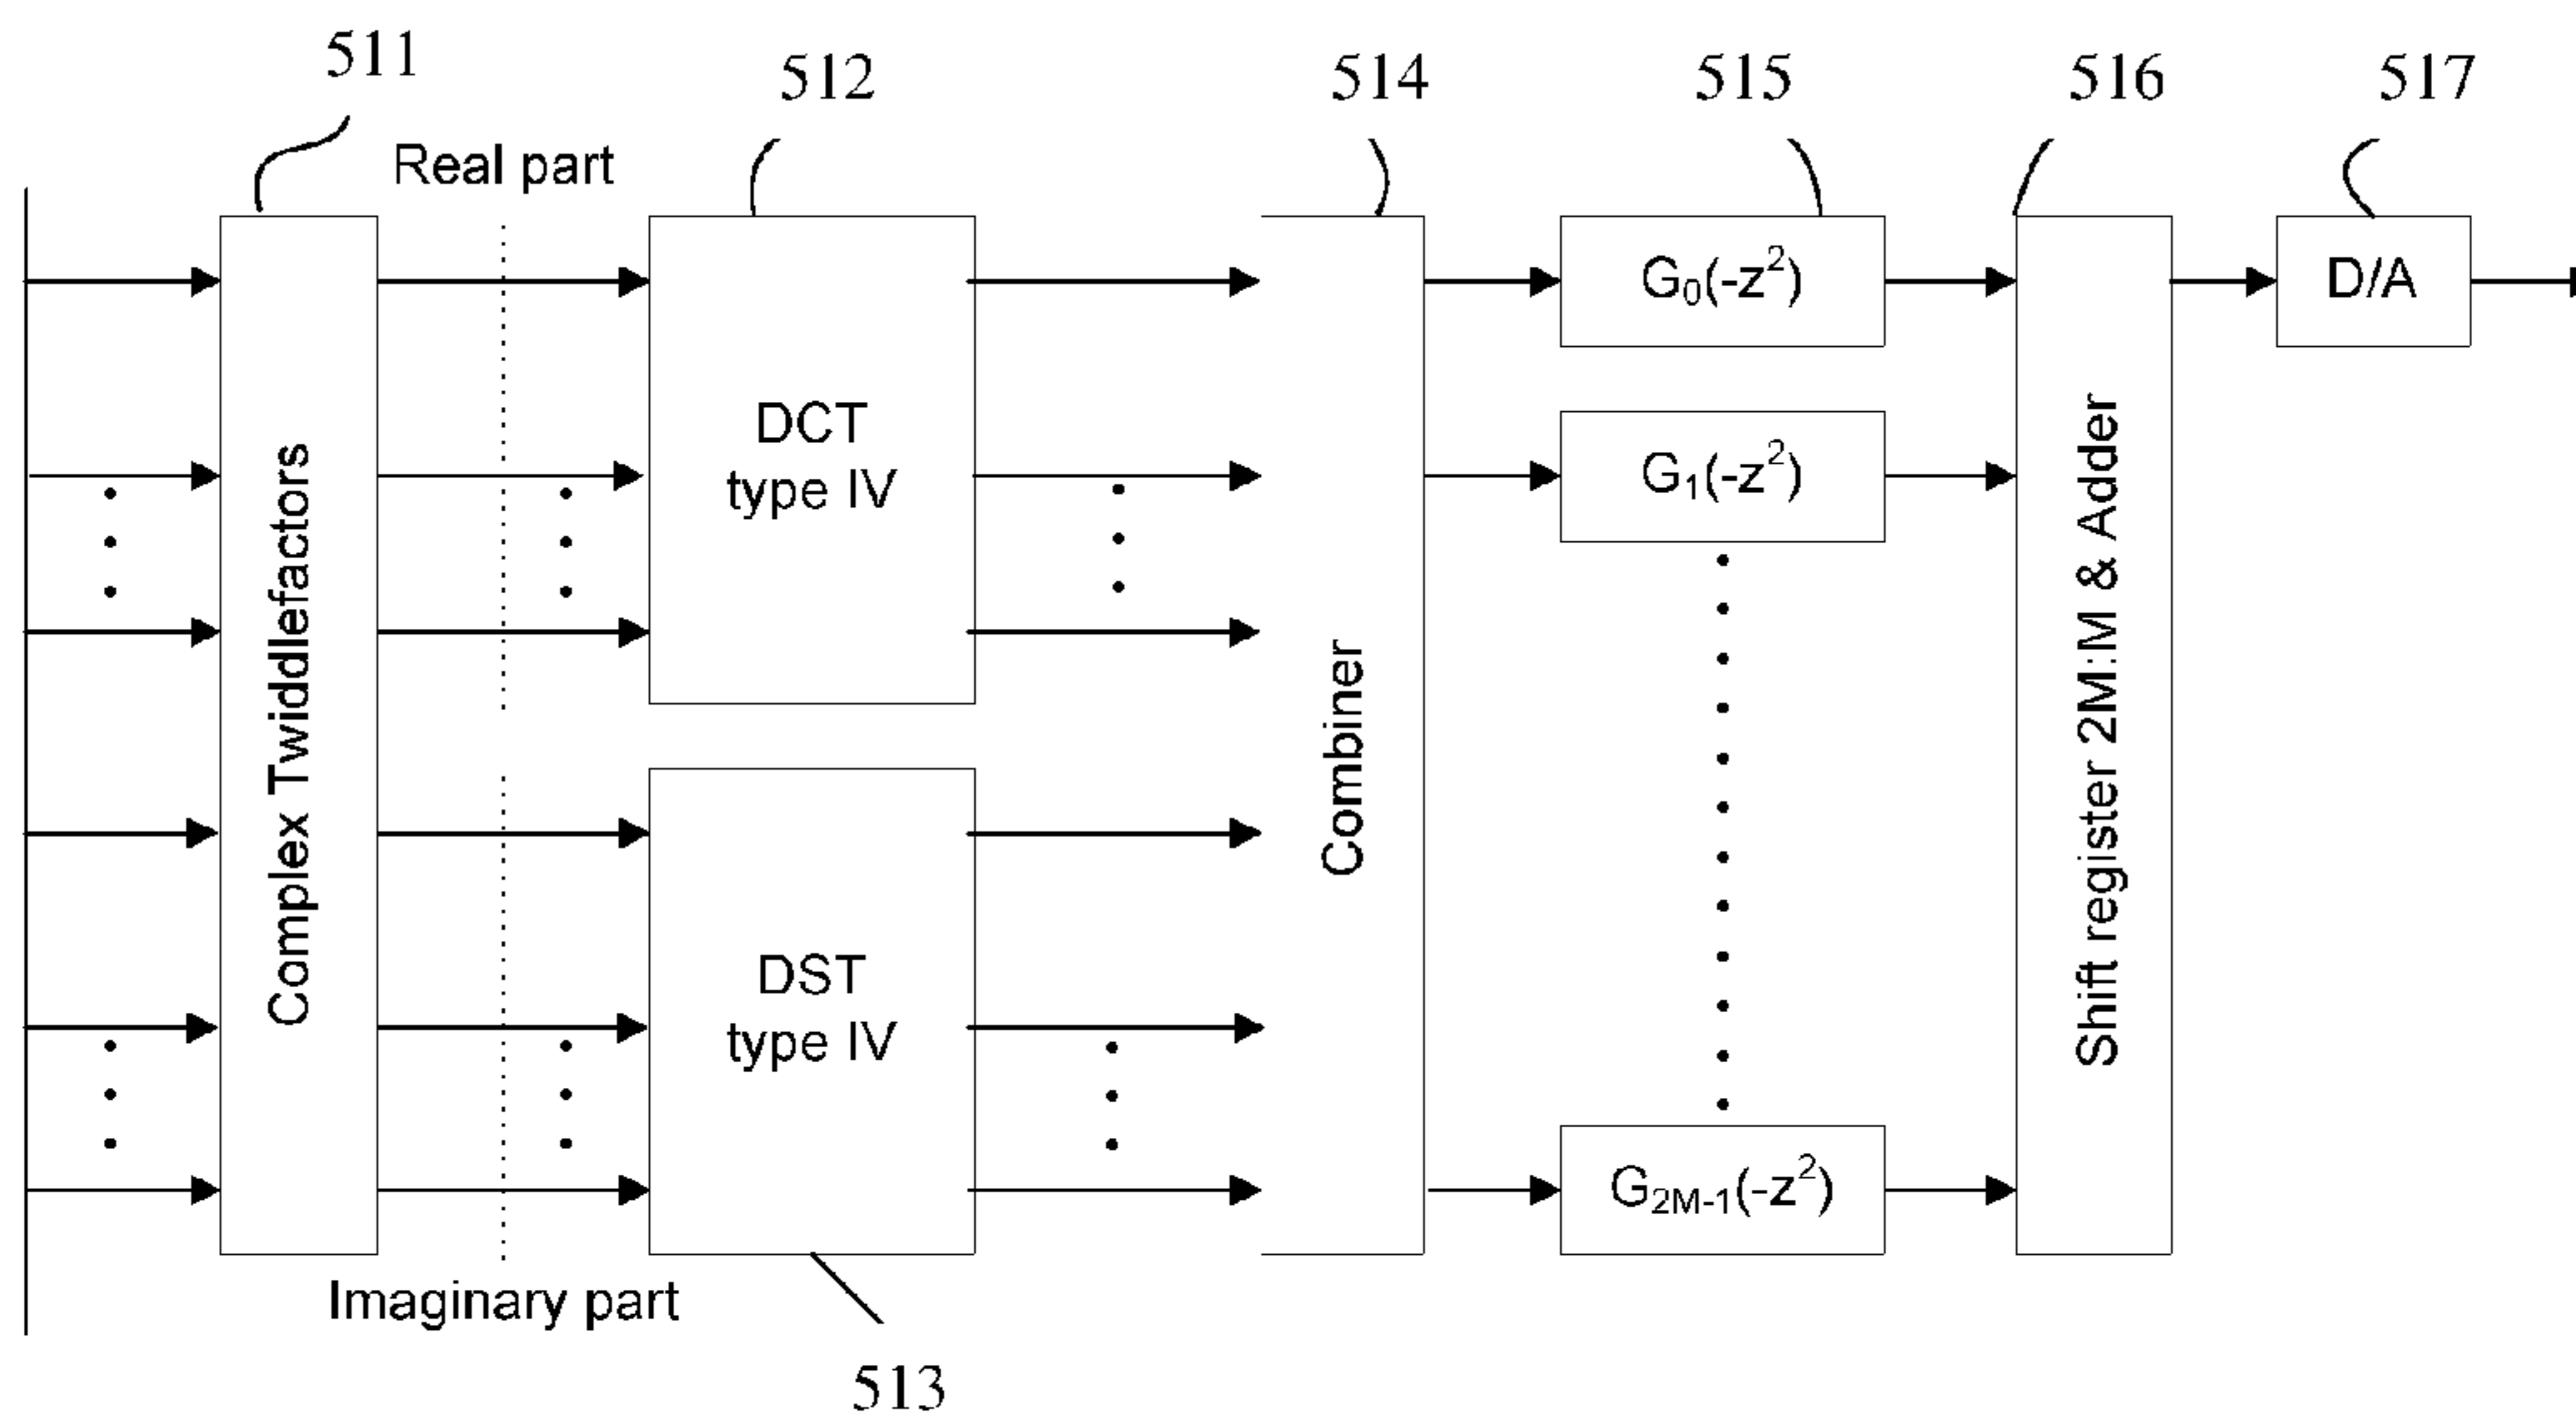 511
512
514
515
516
517
Real part
Complex Twiddlefactors
DCT
type IV
DST
type IV
Combiner
G₀(-z²)
G₁(-z²)
G₂M-₁(-z²)
Shift register 2M:M & Adder
D/A
Imaginary part
513